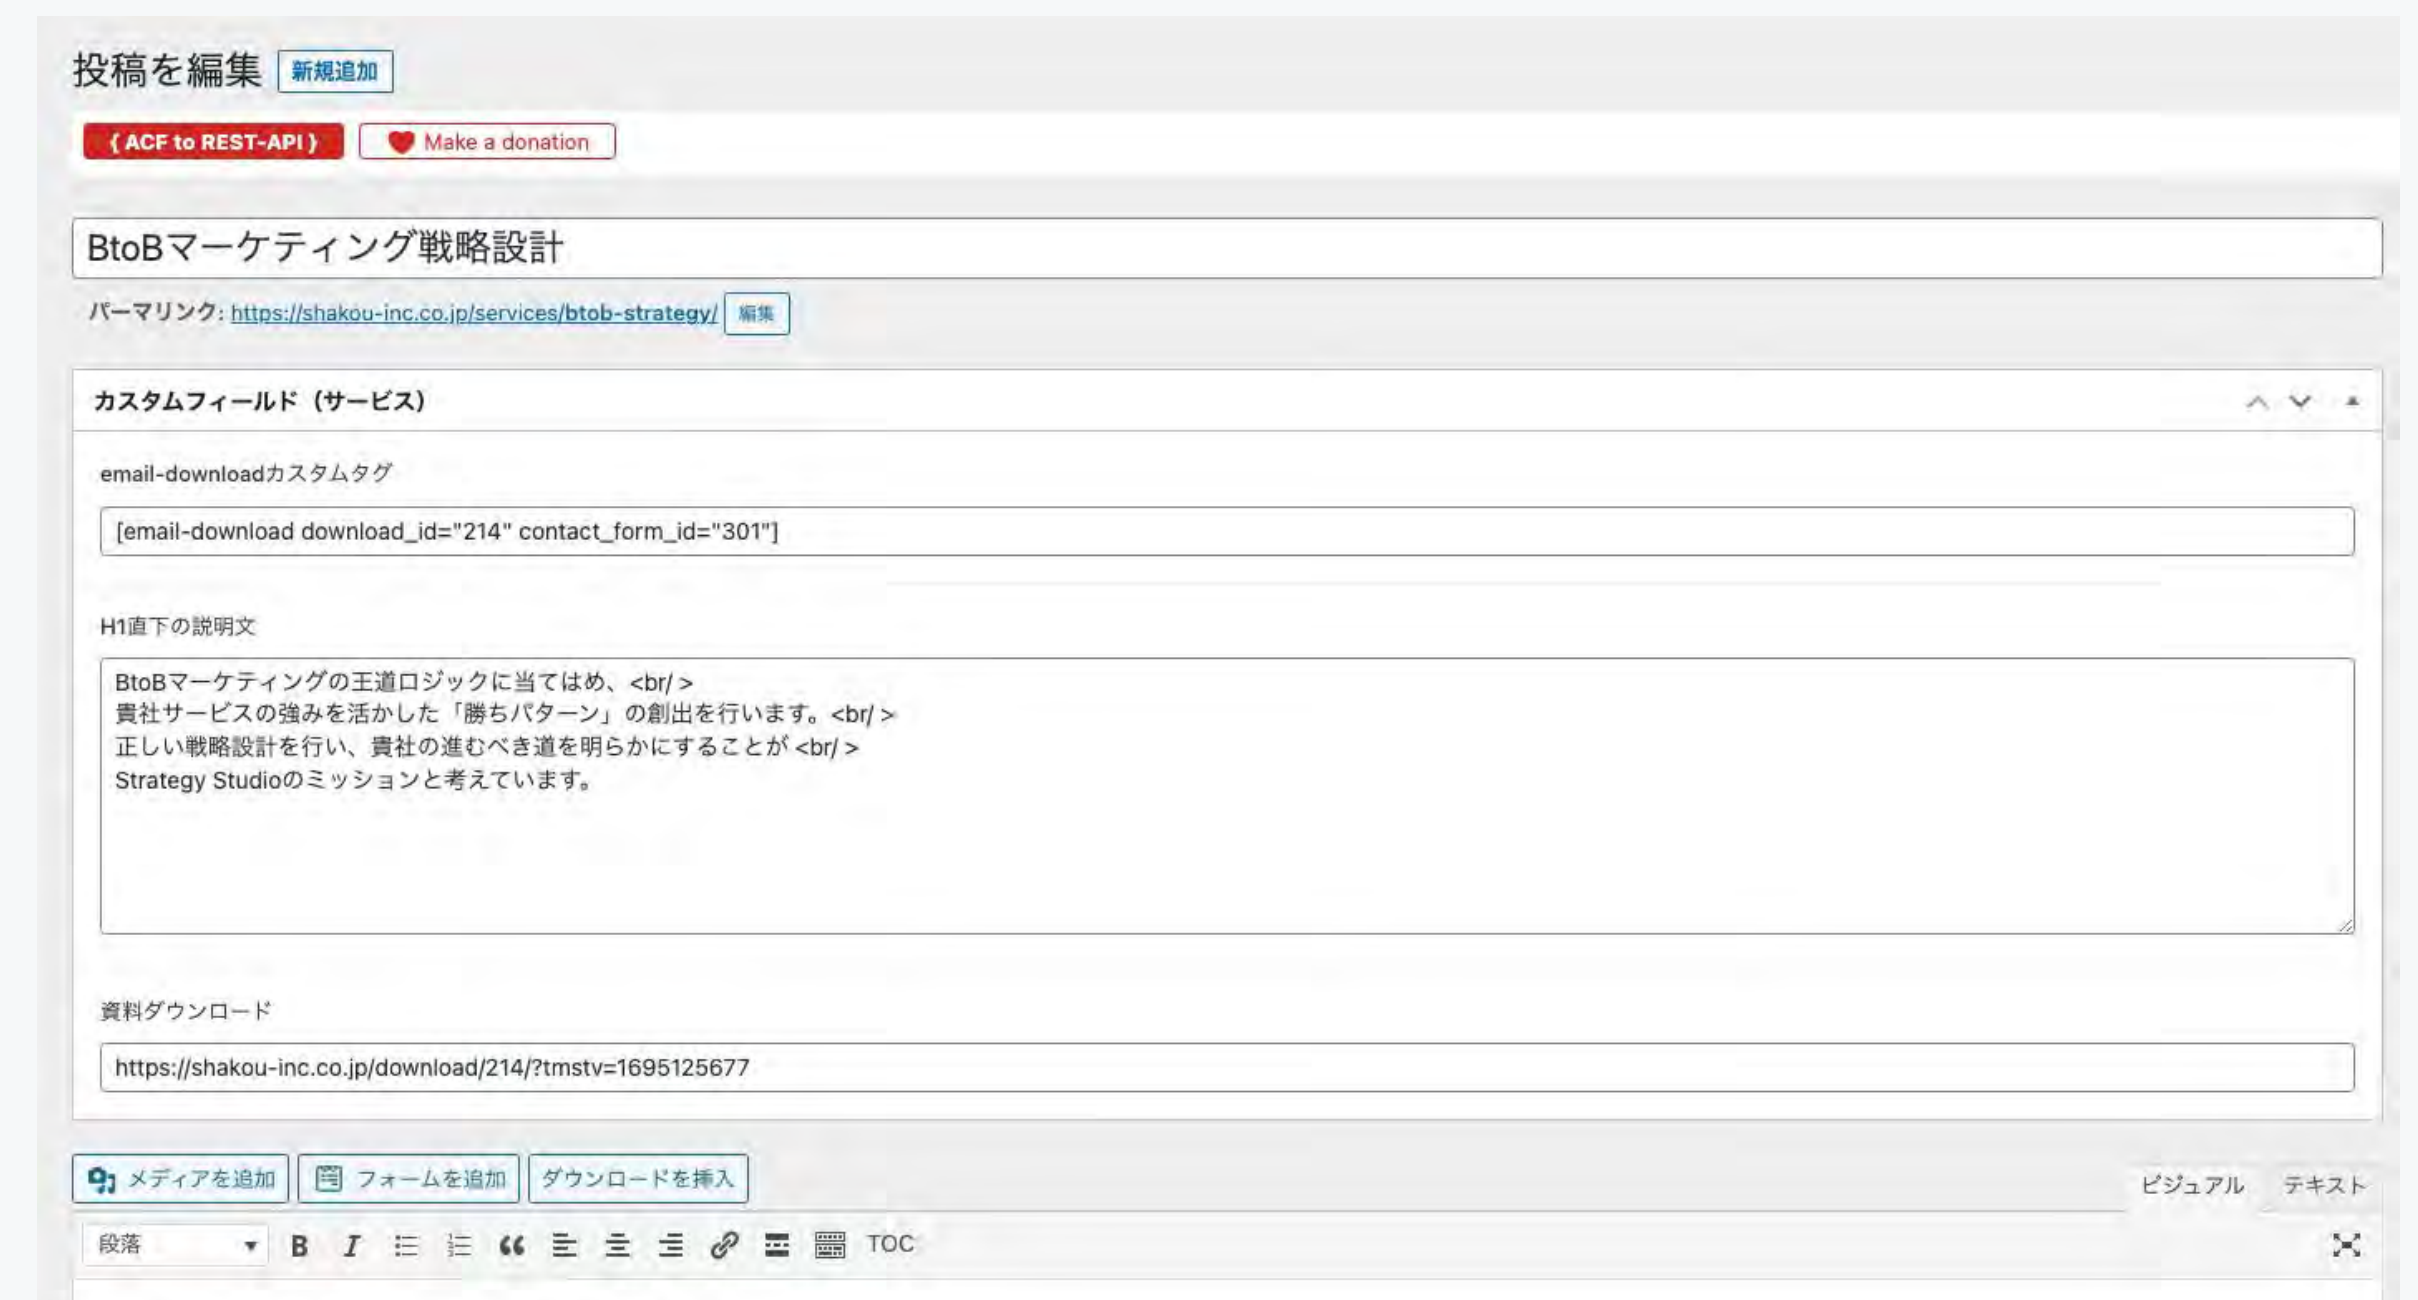 投稿を編集 新規追加
{ ACF to REST-API } Make a donation
BtoBマーケティング戦略設計
パーマリンク: https://shakou-inc.co.jp/services/btob-strategy/ 編集
カスタムフィールド（サービス）
email-downloadカスタムタグ
[email-download download_id="214" contact_form_id="301"]
H1直下の説明文
BtoBマーケティングの王道ロジックに当てはめ、<br/ >
貴社サービスの強みを活かした「勝ちパターン」の創出を行います。<br/ >
正しい戦略設計を行い、貴社の進むべき道を明らかにすることが <br/ >
Strategy Studioのミッションと考えています。
資料ダウンロード
https://shakou-inc.co.jp/download/214/?tmstv=1695125677
メディアを追加 フォームを追加 ダウンロードを挿入
ビジュアル テキスト
段落 B I TOC